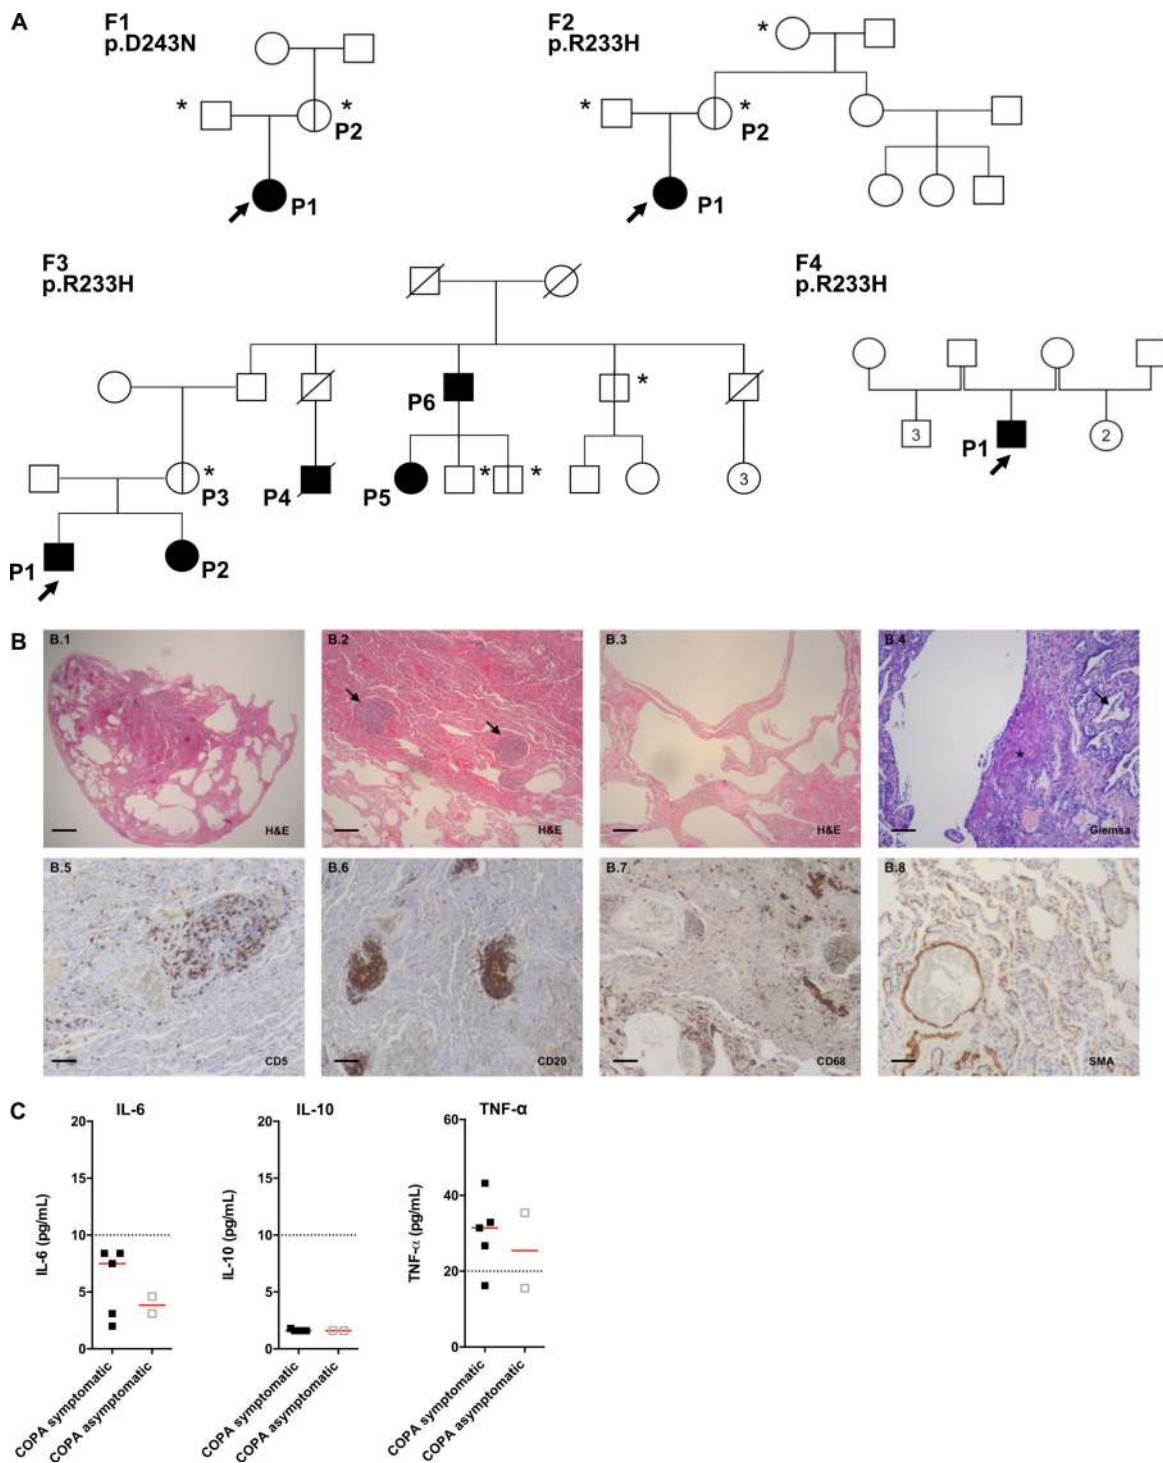 A
F1
p.D243N
*
*
P2
P1
F2
p.R233H
*
*
*
P2
P1
F3
p.R233H
P6
*
*
P3
P4
P5
*
*
3
P1
P2
F4
p.R233H
3
P1
2
B
B.1
H&E
B.2
H&E
B.3
H&E
B.4
*
Giemsa
B.5
CD5
B.6
CD20
B.7
CD68
B.8
SMA
C
IL-6
20
15
10
5
0
IL-6 (pg/mL)
COPA symptomatic
COPA asymptomatic
IL-10
20
15
10
5
0
IL-10 (pg/mL)
COPA symptomatic
COPA asymptomatic
TNF-α
60
40
20
0
TNF-α (pg/mL)
COPA symptomatic
COPA asymptomatic